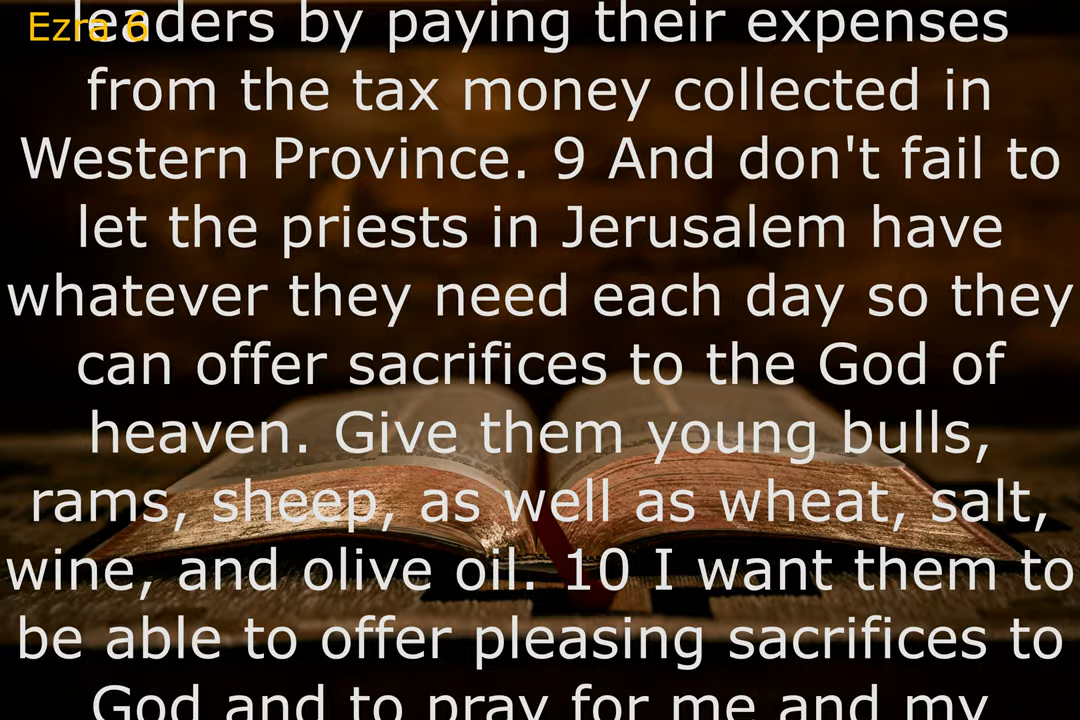 Ezra 6
leaders by paying their expenses
from the tax money collected in
Western Province. 9 And don't fail to
let the priests in Jerusalem have
whatever they need each day so they
can offer sacrifices to the God of
heaven. Give them young bulls,
rams, sheep, as well as wheat, salt,
wine, and olive oil. 10 I want them to
be able to offer pleasing sacrifices to
God and to pray for me and my